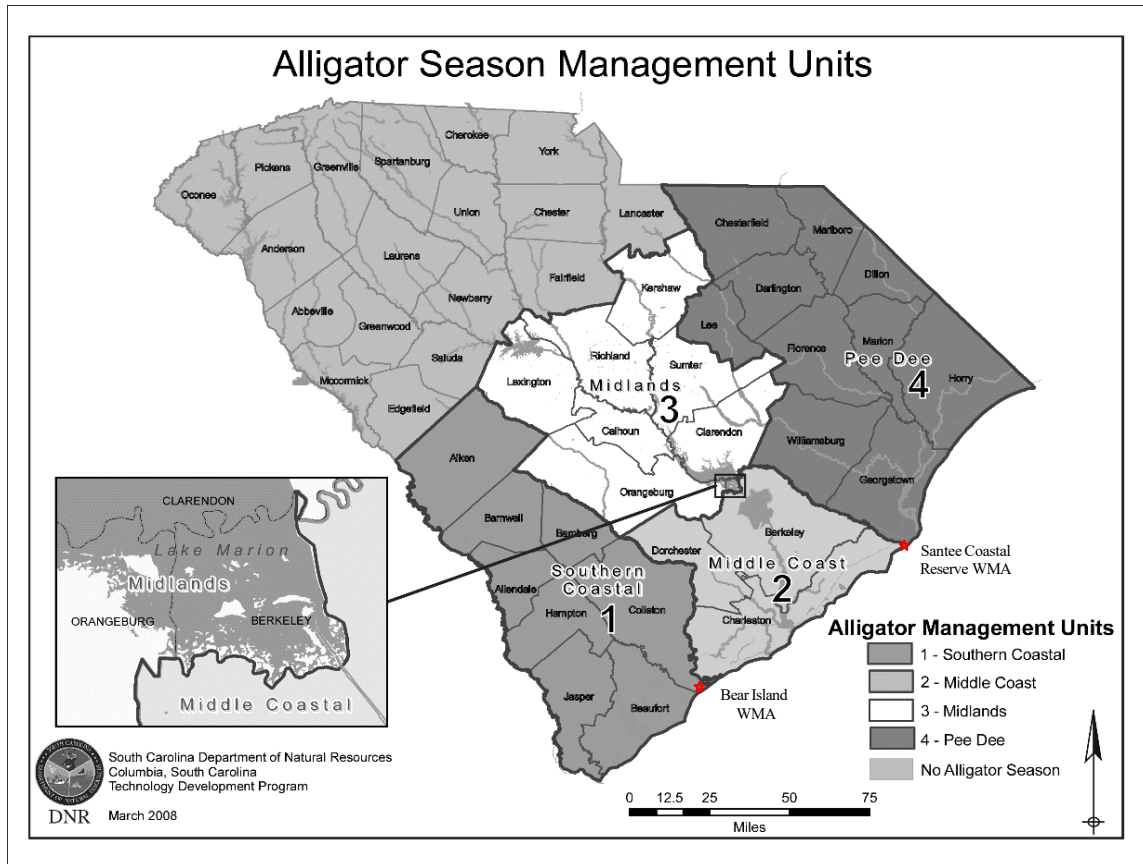 Alligator Season Management Units
Cherokee
York
Pickens
Greenville
Spartanburg
Oconee
Union
Chester
Lancaster
Chesterfield
Marlboro
Anderson
Laurens
Fairfield
Dillon
Newberry
Kershaw
Darlington
Abbeville
Greenwood
Lee
Marion
Saluda
Richland
Sumter
Florence
Pee Dee
4
Horry
Mccormick
Lexington
Midlands
3
Edgefield
Calhoun
Clarendon
Williamsburg
Aiken
Georgetown
Orangeburg
Barnwell
Bamberg
Berkeley
Dorchester
Middle Coast
2
Santee Coastal
Reserve WMA
Southern
Coastal
1
Allendale
Hampton
Colleton
Charleston
Jasper
Beaufort
Bear Island
WMA
CLARENDON
Lake Marion
Midlands
ORANGEBURG
BERKELEY
Middle Coastal
Alligator Management Units
1 - Southern Coastal
2 - Middle Coast
3 - Midlands
4 - Pee Dee
No Alligator Season
South Carolina Department of Natural Resources
Columbia, South Carolina
Technology Development Program
DNR March 2008
0 12.5 25 50 75
Miles